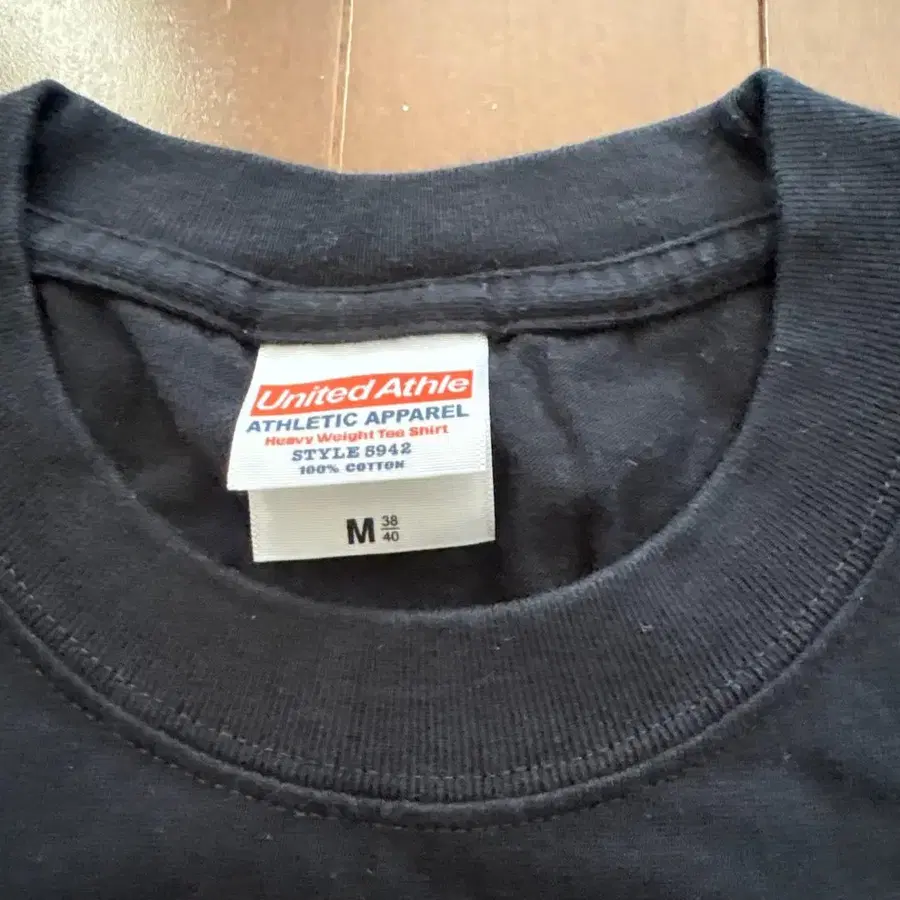 United Athle
ATHLETIC APPAREL
Heavy Weight Tee Shirt
STYLE 5942
100% COTTON
M 38
40